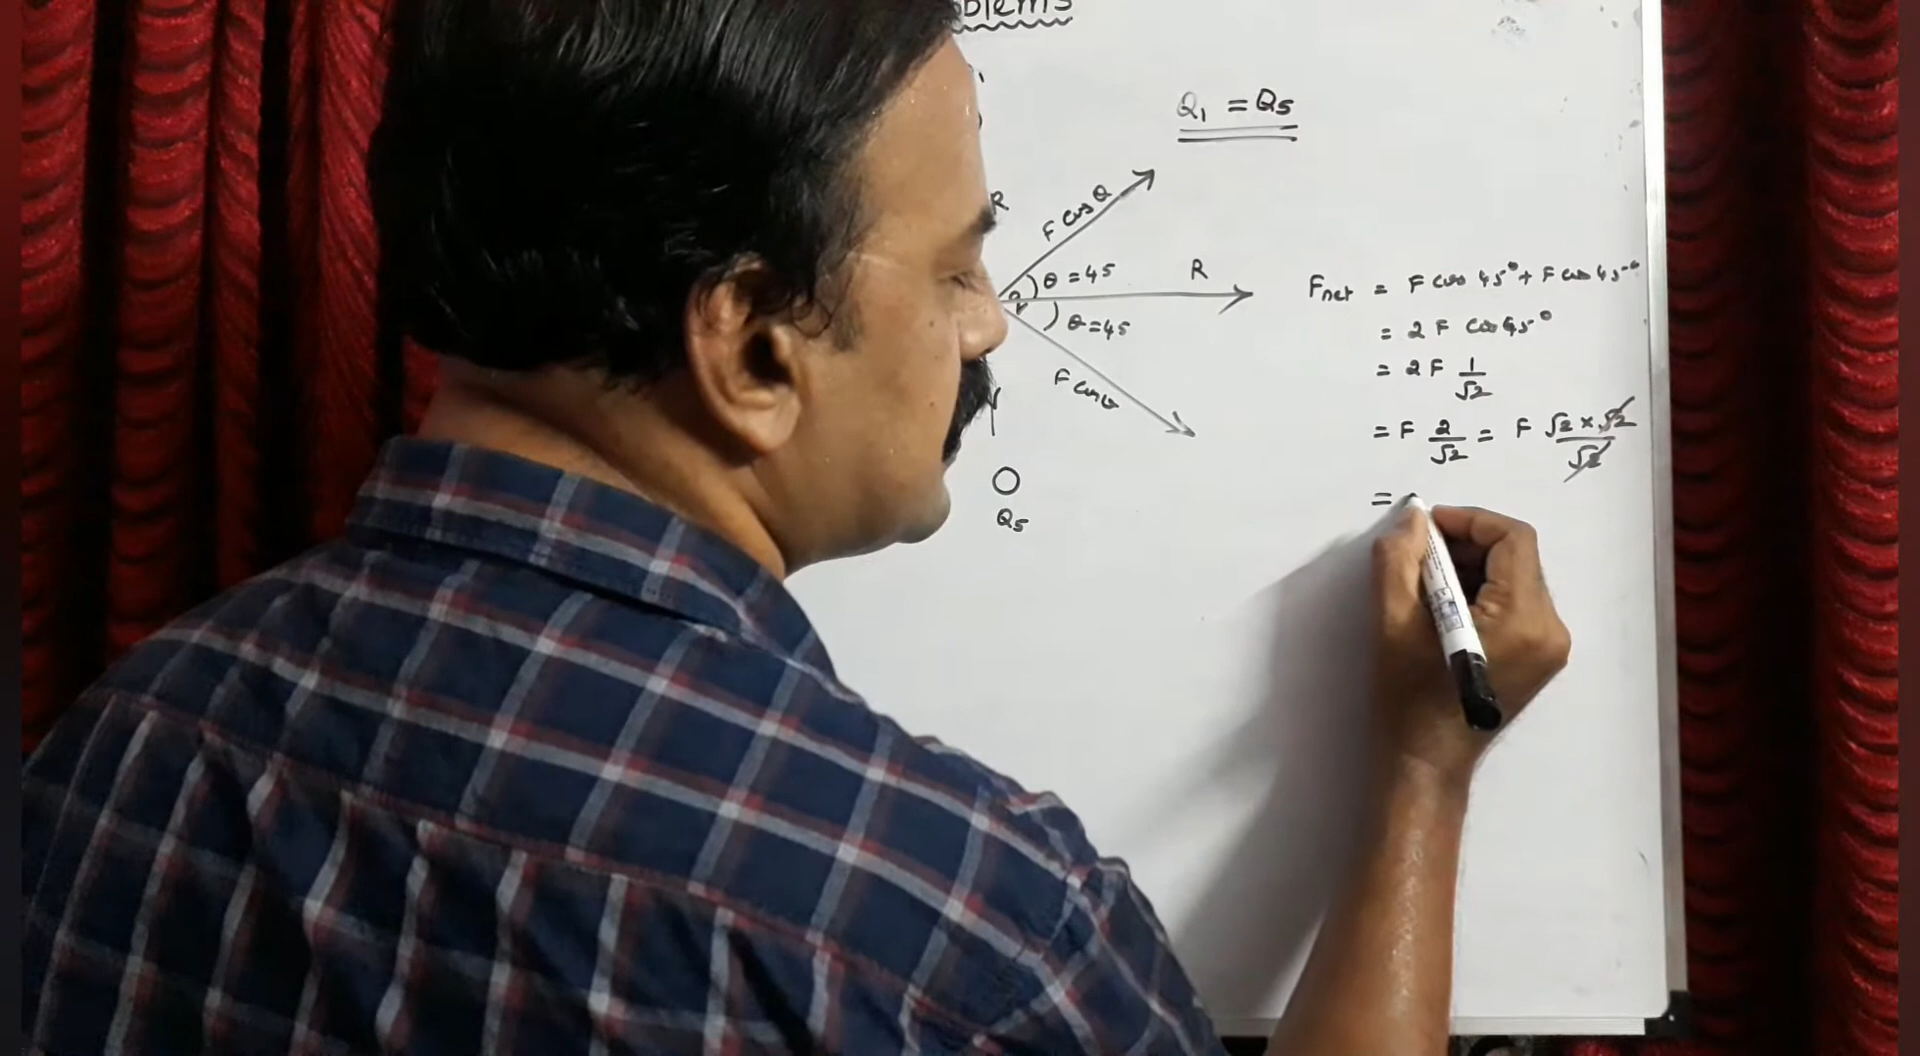 Q₁ = Q₅
R
F cos θ
θ = 45
R
θ = 45
F cos θ
Q₅
Fnet = F cos 45° + F cos 45°
= 2 F cos 45°
= 2 F 1/√2
= F 2/√2 = F √2 × √2/√2
=